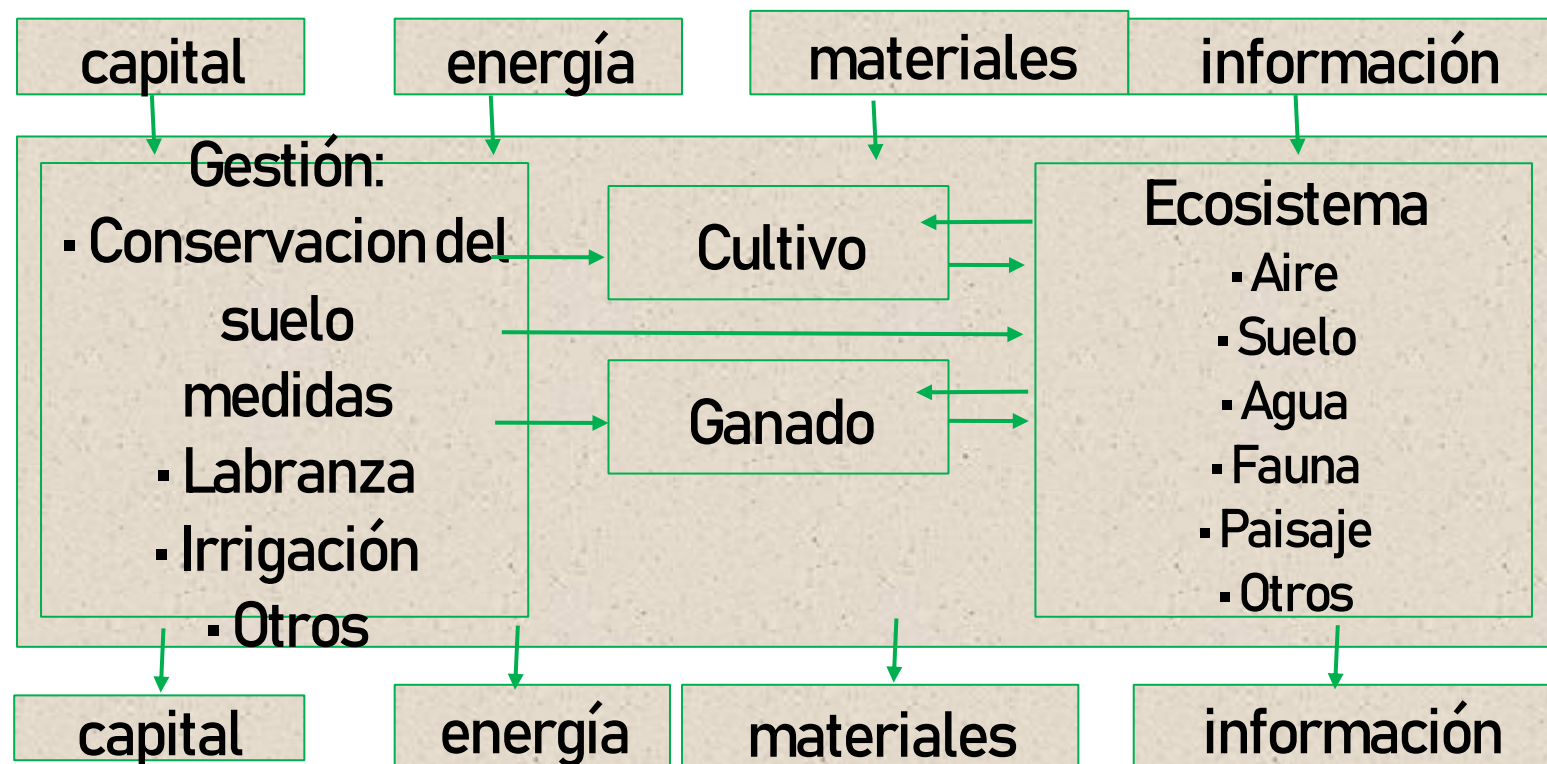 capital
energía
materiales
información
Gestión:
▪ Conservacion del
suelo
medidas
▪ Labranza
▪ Irrigación
▪ Otros
Cultivo
Ganado
Ecosistema
▪ Aire
▪ Suelo
▪ Agua
▪ Fauna
▪ Paisaje
▪ Otros
capital
energía
materiales
información